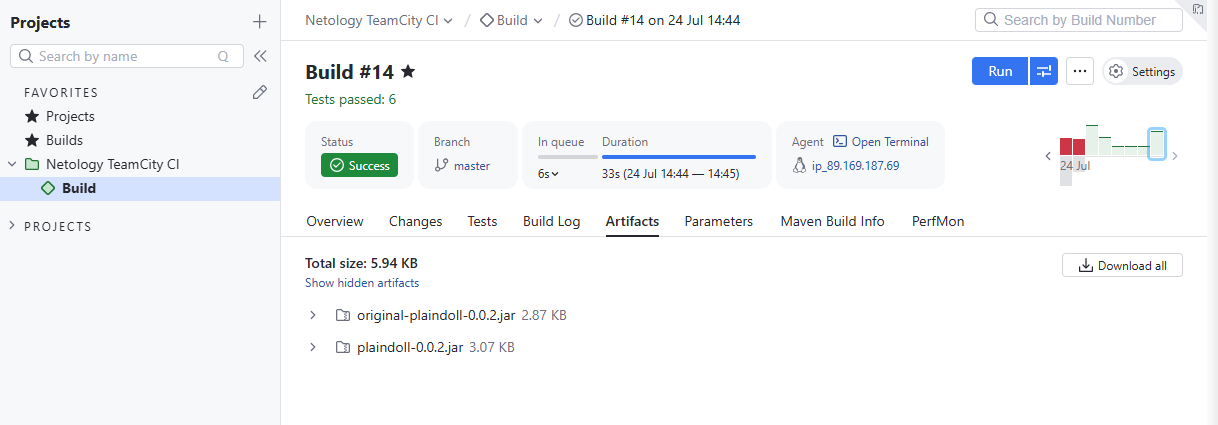 Projects
Search by name Q
FAVORITES
Projects
Builds
Netology TeamCity CI
Build
PROJECTS
Netology TeamCity CI / Build / Build #14 on 24 Jul 14:44
Search by Build Number
Build #14
Run
Settings
Tests passed: 6
Status
Success
Branch
master
In queue
6s
Duration
33s (24 Jul 14:44 — 14:45)
Agent Open Terminal
ip_89.169.187.69
24 Jul
Overview Changes Tests Build Log Artifacts Parameters Maven Build Info PerfMon
Total size: 5.94 KB
Download all
Show hidden artifacts
original-plaindoll-0.0.2.jar 2.87 KB
plaindoll-0.0.2.jar 3.07 KB